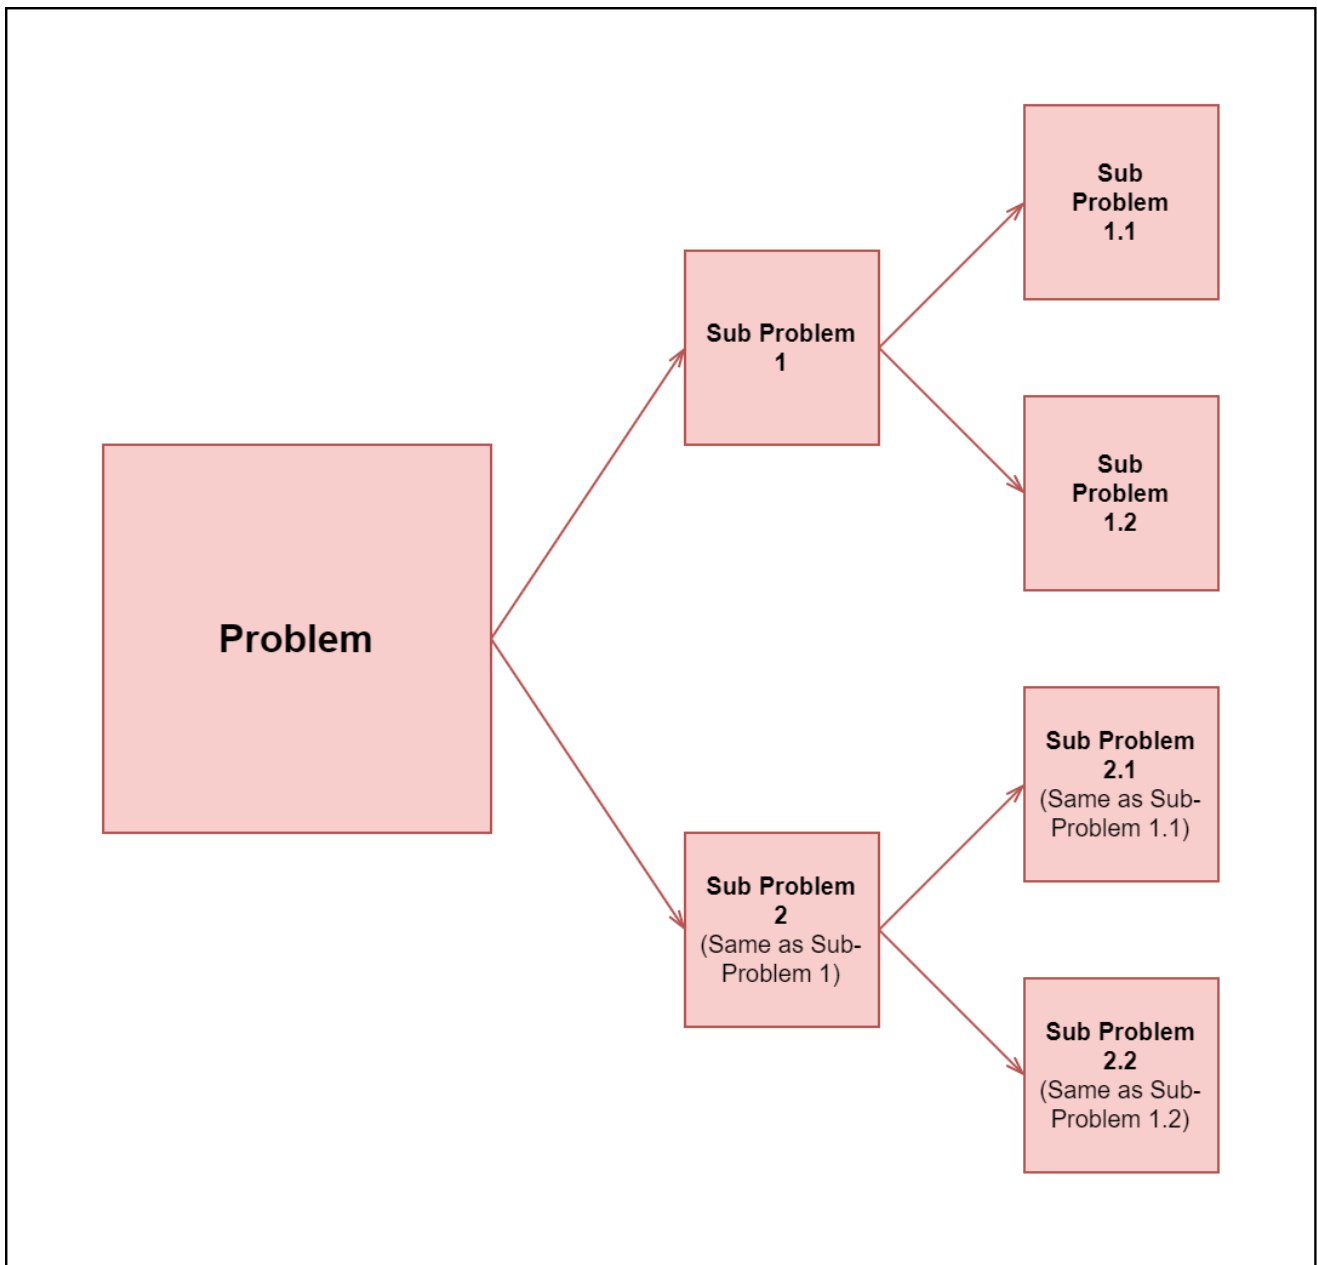 Problem
Sub Problem
1
Sub
Problem
1.1
Sub
Problem
1.2
Sub Problem
2
(Same as Sub-
Problem 1)
Sub Problem
2.1
(Same as Sub-
Problem 1.1)
Sub Problem
2.2
(Same as Sub-
Problem 1.2)